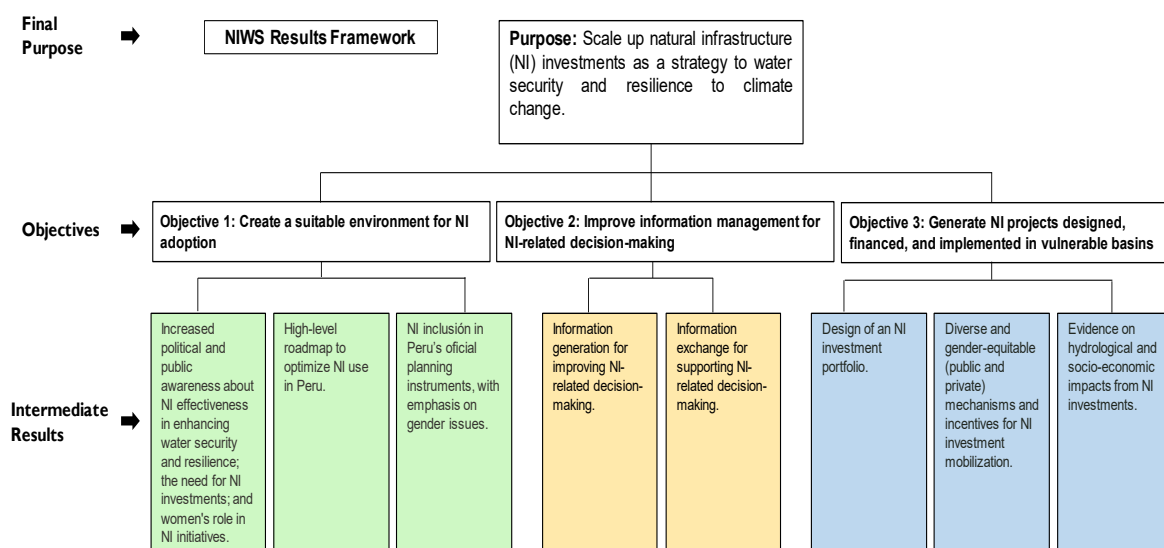 Final
Purpose
NIWS Results Framework
Purpose: Scale up natural infrastructure
(NI) investments as a strategy to water
security and resilience to climate
change.
Objectives
Objective 1: Create a suitable environment for NI
adoption
Objective 2: Improve information management for
NI-related decision-making
Objective 3: Generate NI projects designed,
financed, and implemented in vulnerable basins
Intermediate
Results
Increased
political and
public
awareness about
NI effectiveness
in enhancing
water security
and resilience;
the need for NI
investments; and
women's role in
NI initiatives.
High-level
roadmap to
optimize NI use
in Peru.
NI inclusión in
Peru's oficial
planning
instruments, with
emphasis on
gender issues.
Information
generation for
improving NI-
related decision-
making.
Information
exchange for
supporting NI-
related decision-
making.
Design of an NI
investment
portfolio.
Diverse and
gender-equitable
(public and
private)
mechanisms and
incentives for NI
investment
mobilization.
Evidence on
hydrological and
socio-economic
impacts from NI
investments.